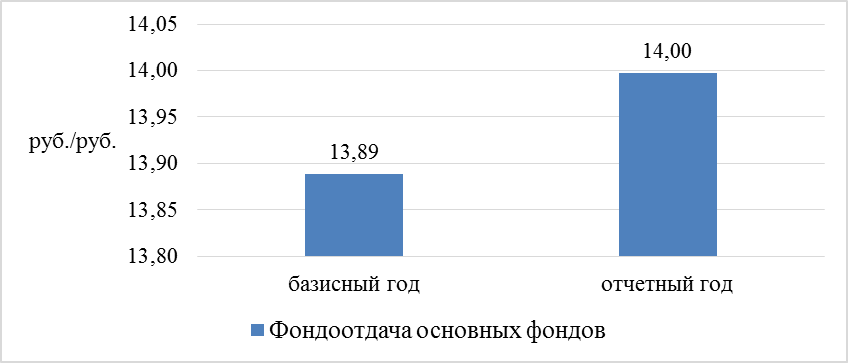 14,05
14,00
13,95
13,90
13,85
13,80
руб./руб.
13,89
14,00
базисный год
отчетный год
Фондоотдача основных фондов